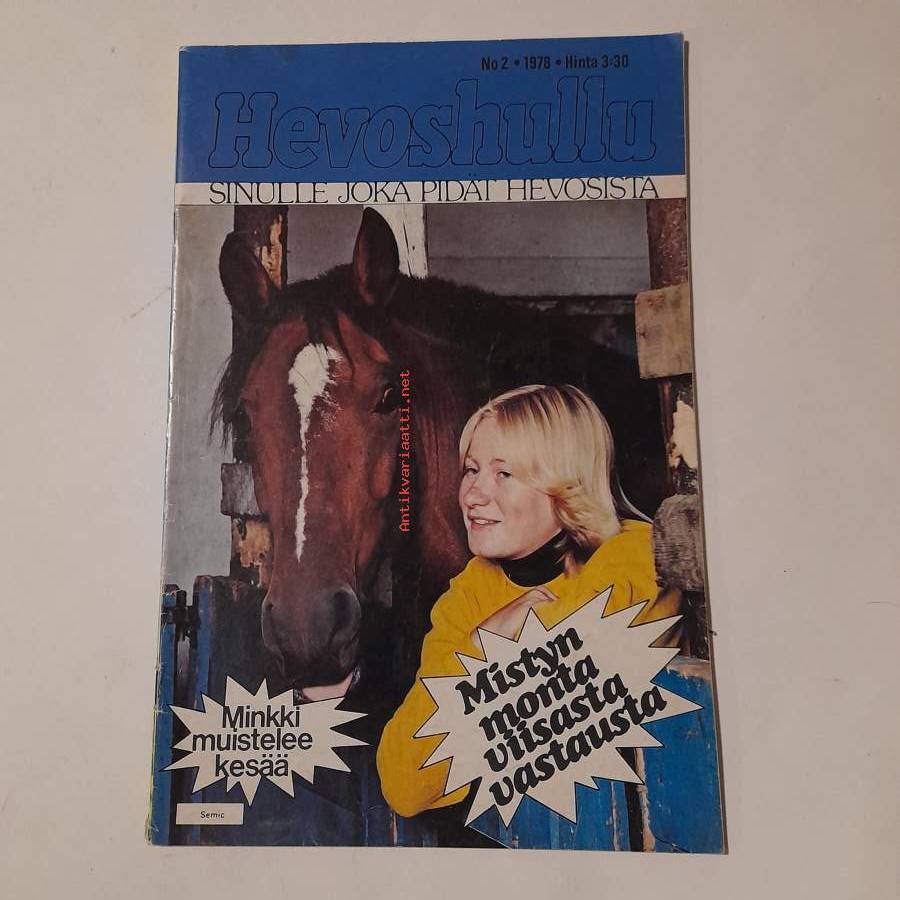 No 2 • 1978 • Hinta 3:30
Hevoshullu
SINULLE JOKA PIDÄT HEVOSISTA
Antikvariaatti.net
Mistyn
monta
viisasta
vastausta
Minkki
muistelee
kesää
Semic